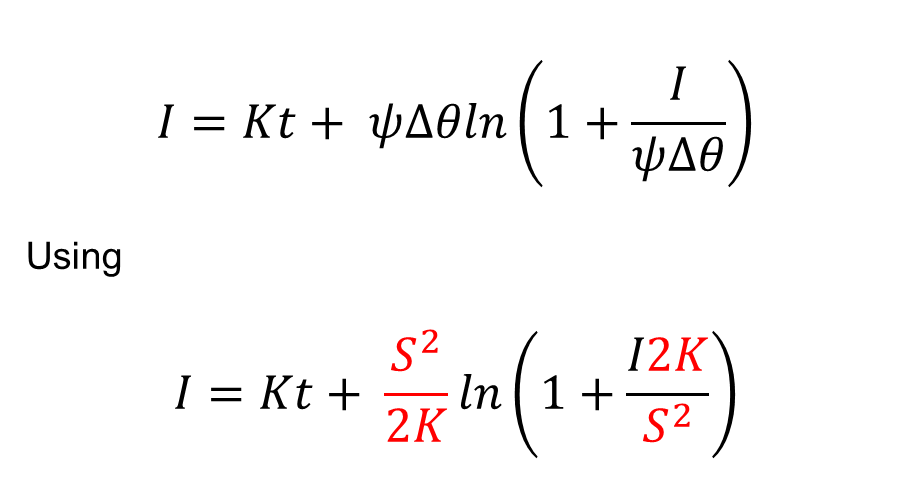 I = Kt + ψΔθln(1 + I/ψΔθ)
Using
I = Kt + S²/2K ln(1 + I2K/S²)